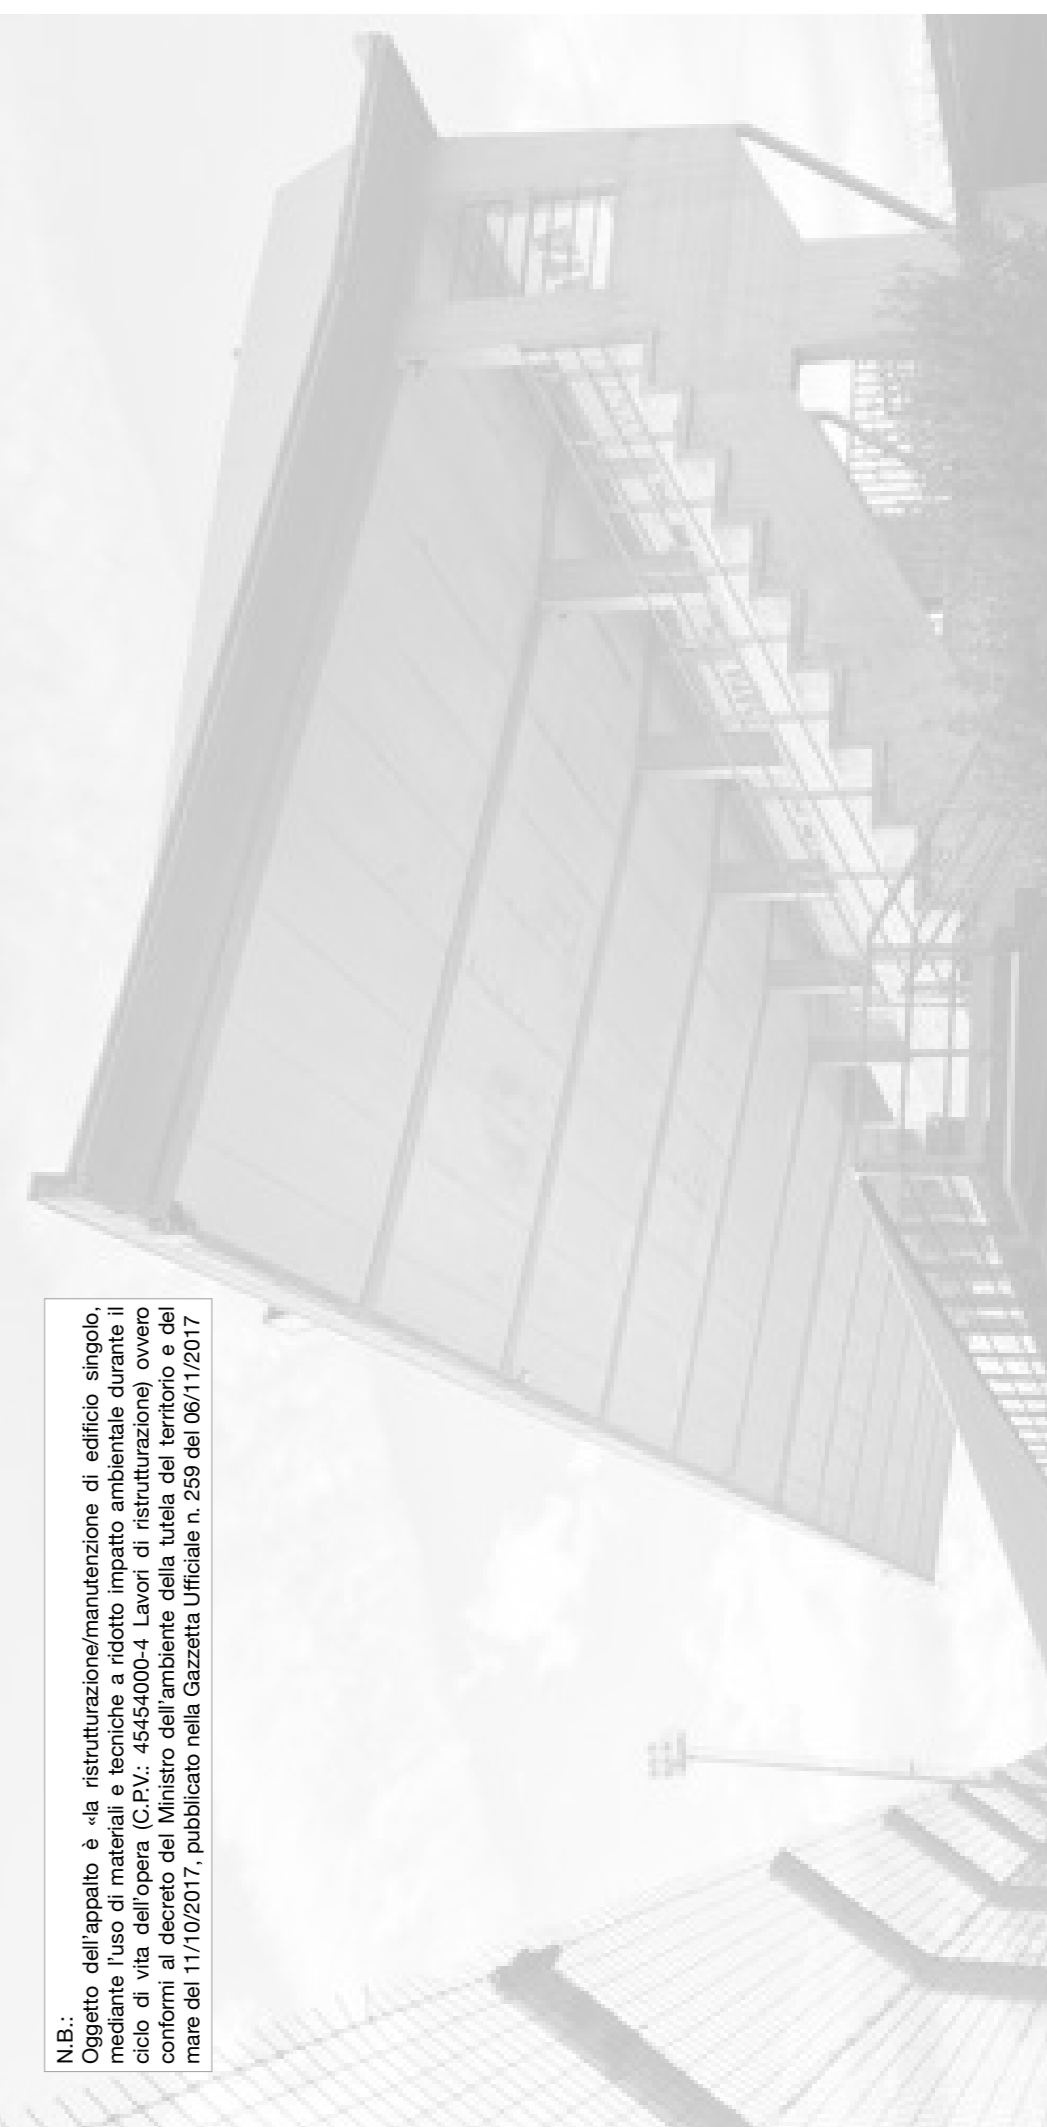 N.B.:
Oggetto dell'appalto è «la ristrutturazione/manutenzione di edificio singolo,
mediante l'uso di materiali e tecniche a ridotto impatto ambientale durante il
ciclo di vita dell'opera (C.P.V.: 45454000-4 Lavori di ristrutturazione) ovvero
conformi al decreto del Ministro dell'ambiente della tutela del territorio e del
mare del 11/10/2017, pubblicato nella Gazzetta Ufficiale n. 259 del 06/11/2017